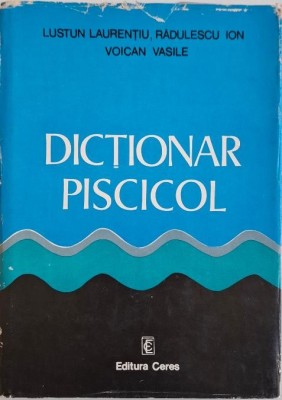 LUSTUN LAURENȚIU, RĂDULESCU ION
VOICAN VASILE
DICȚIONAR
PISCICOL
Editura Ceres